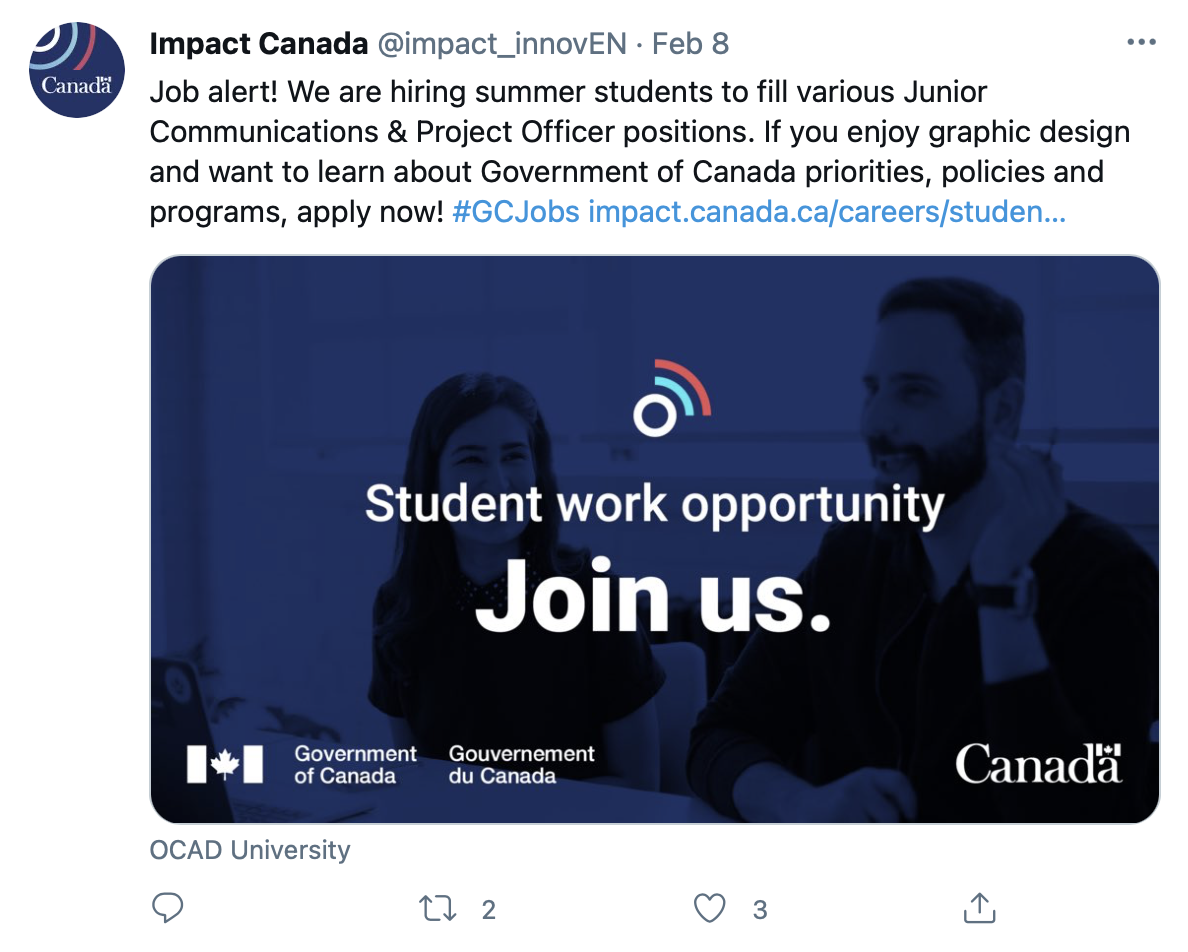 Canada
Impact Canada @impact_innovEN · Feb 8
Job alert! We are hiring summer students to fill various Junior
Communications & Project Officer positions. If you enjoy graphic design
and want to learn about Government of Canada priorities, policies and
programs, apply now! #GCJobs impact.canada.ca/careers/studen...
Student work opportunity
Join us.
Government
of Canada
Gouvernement
du Canada
Canada
OCAD University
2
3